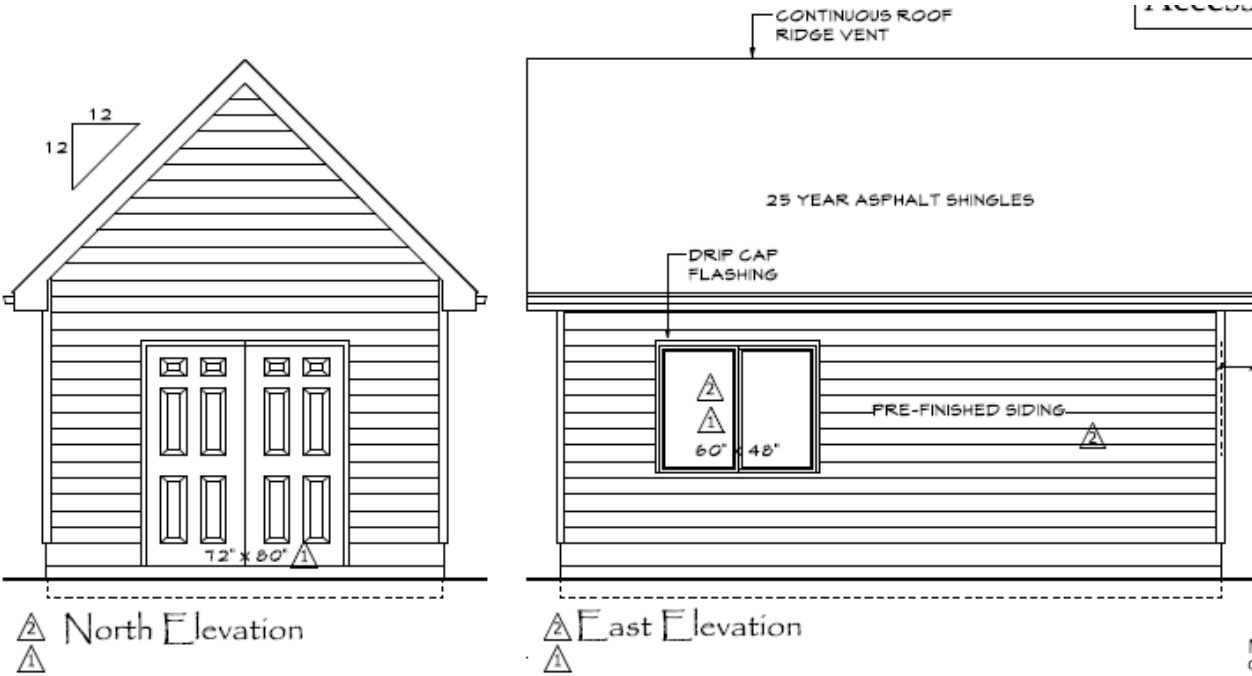 CONTINUOUS ROOF
RIDGE VENT
12
12
25 YEAR ASPHALT SHINGLES
DRIP CAP
FLASHING
2
1
60" x 48"
PRE-FINISHED SIDING
2
72" x 80" 1
2 North Elevation
1
2 East Elevation
1